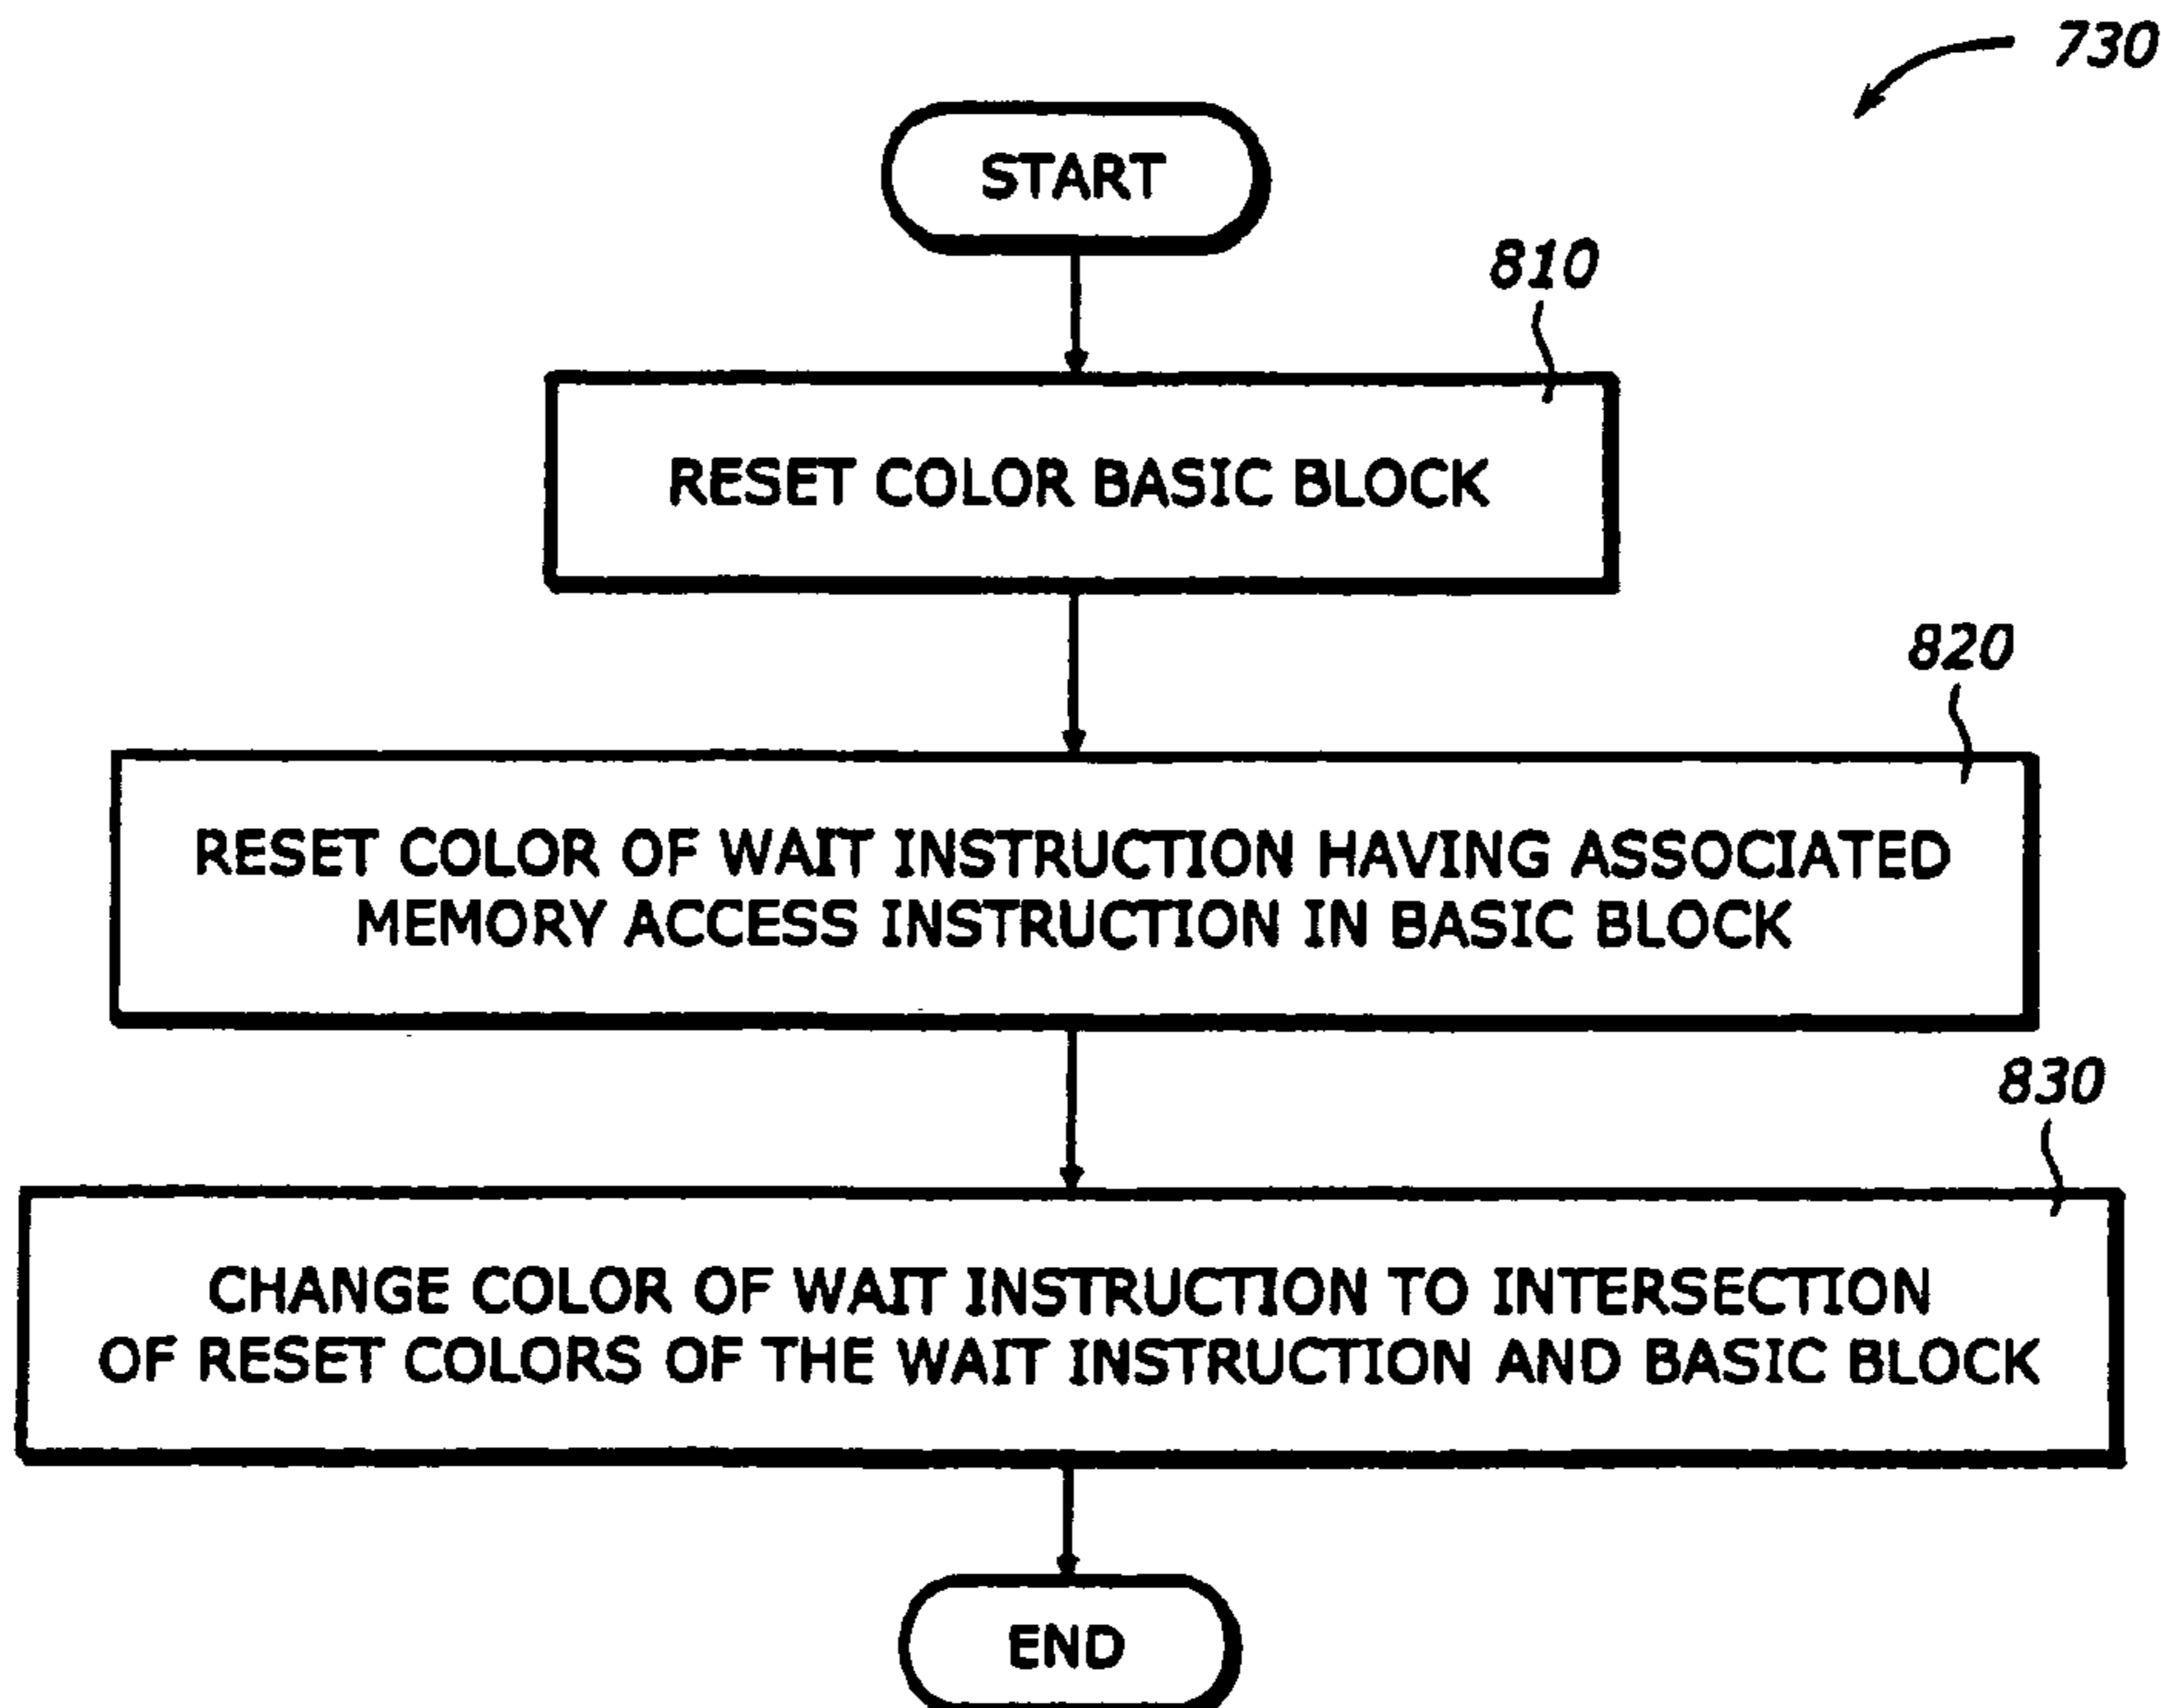 730
START
810
RESET COLOR BASIC BLOCK
820
RESET COLOR OF WAIT INSTRUCTION HAVING ASSOCIATED
MEMORY ACCESS INSTRUCTION IN BASIC BLOCK
830
CHANGE COLOR OF WAIT INSTRUCTION TO INTERSECTION
OF RESET COLORS OF THE WAIT INSTRUCTION AND BASIC BLOCK
END